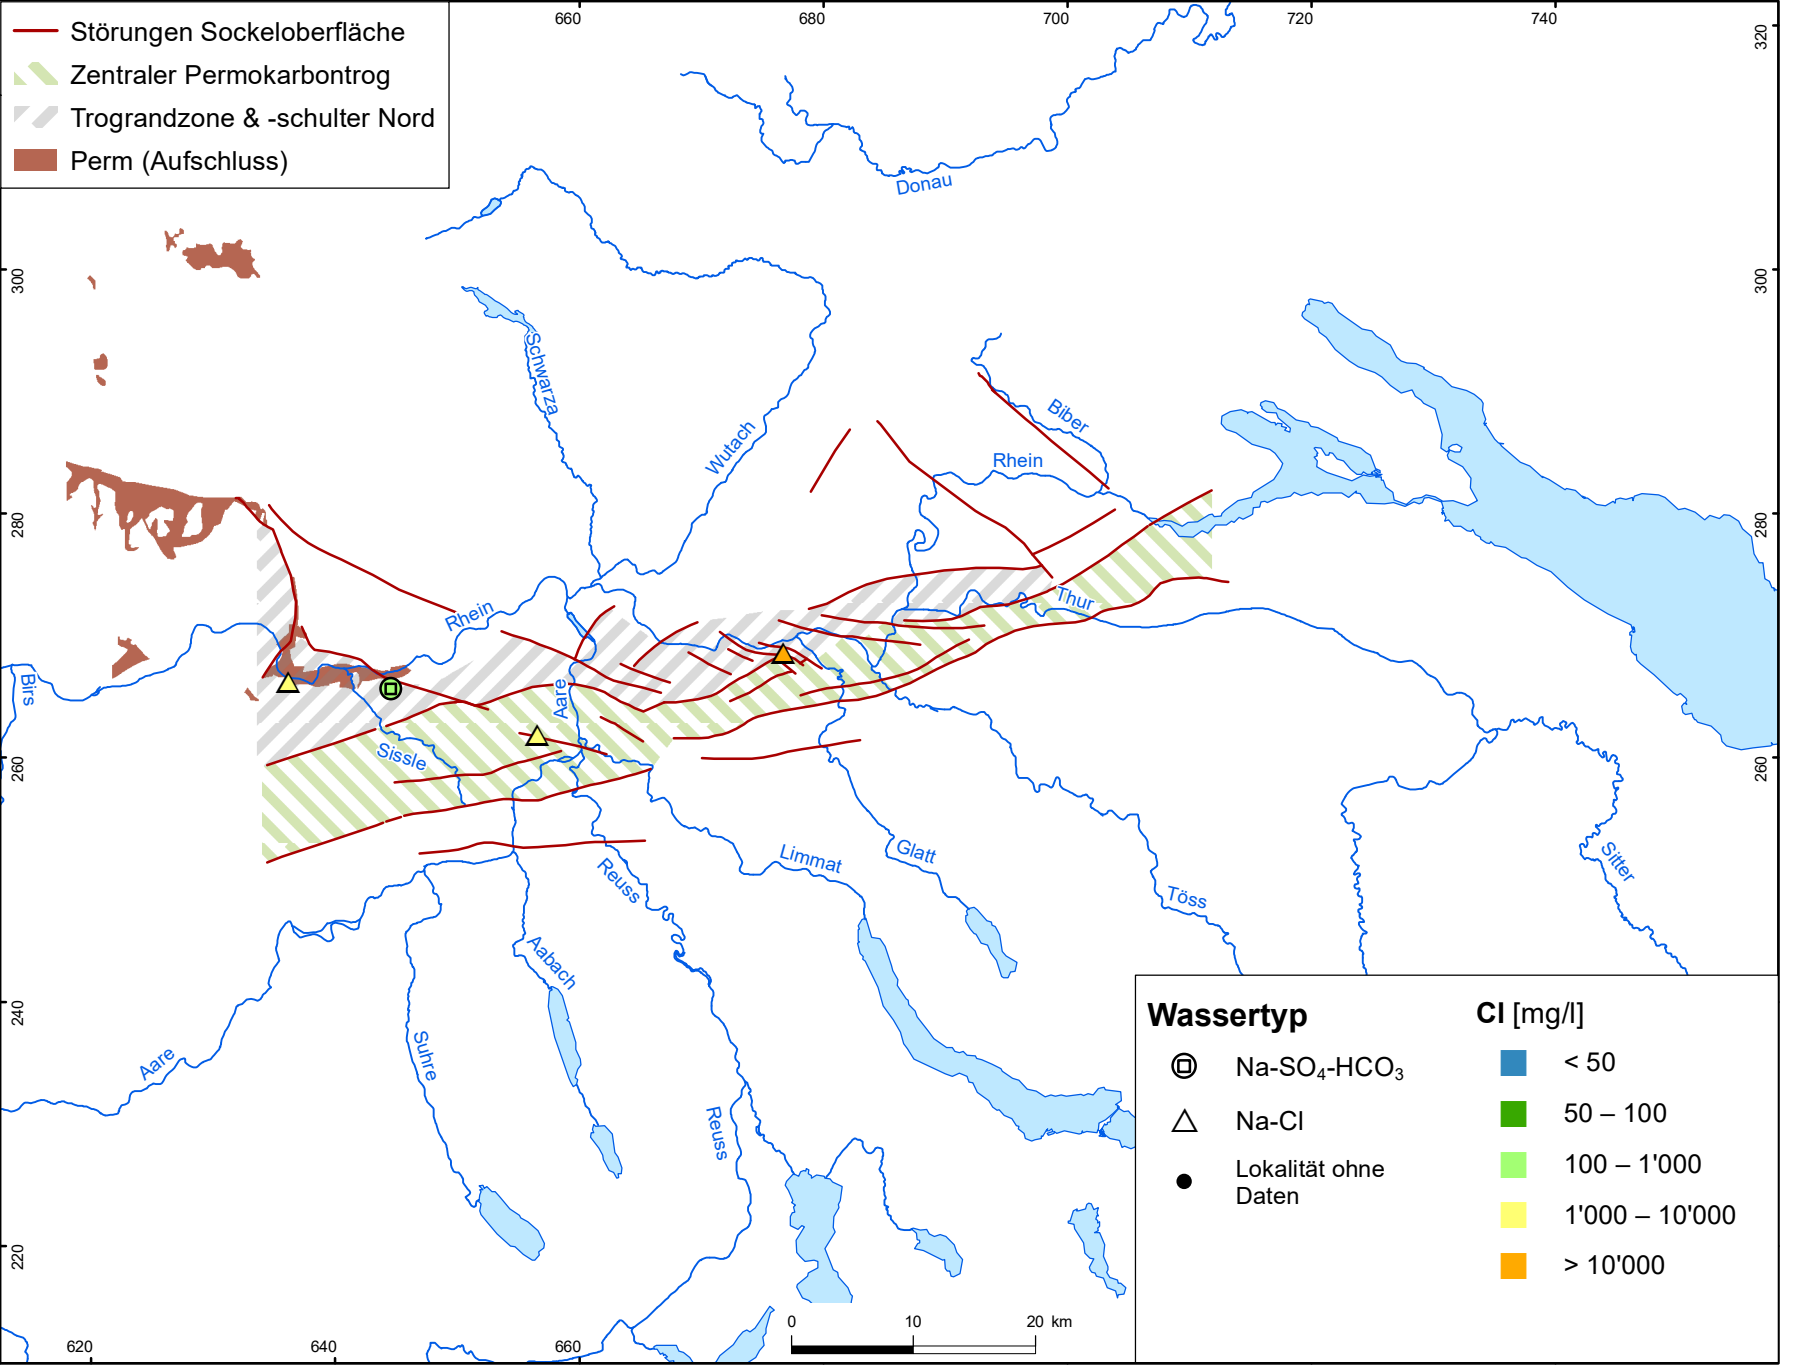 Störungen Sockeloberfläche
Zentraler Permokarbontrog
Trograndzone & -schulter Nord
Perm (Aufschluss)
660
680
700
720
740
320
320
300
300
280
280
260
260
240
220
620
640
660
Donau
Schwarza
Wutach
Biber
Rhein
Rhein
Thur
Birs
Aare
Sissle
Limmat
Glatt
Reuss
Töss
Sitter
Aabach
Suhre
Aare
Reuss
0 10 20 km
Wassertyp
Na-SO₄-HCO₃
Na-Cl
Lokalität ohne
Daten
Cl [mg/l]
< 50
50 – 100
100 – 1'000
1'000 – 10'000
> 10'000